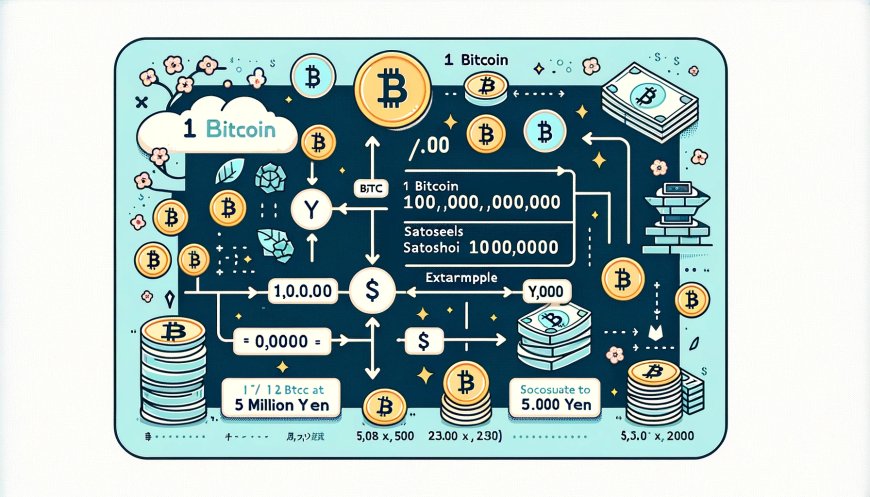 1 Bitcoin
1 Bitcoin
/.00
BITC
1 Bitcoin
100,,000,,000,000
Y
Satoseels
Satoshoi 1000,0000
Extarmpple
1,0.0.00
$
Y,000
= 0,0000 =
$
1"/ 12 Btcc at
5 Million Yen
Socosuate to
5.000 Yen
5,08 x,500
23.00 x,230)
5,3.0· x, 2000